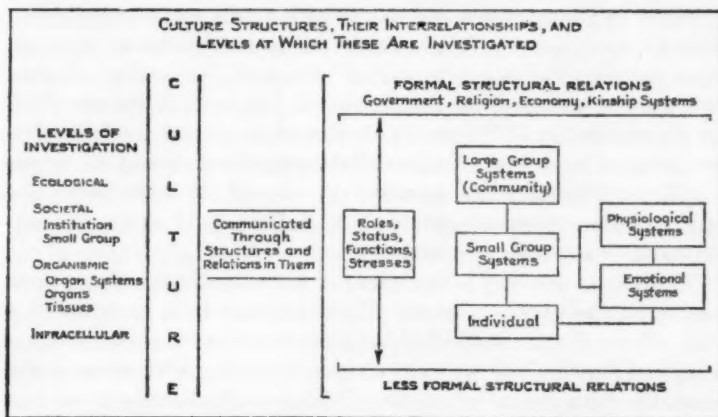 CULTURE STRUCTURES, THEIR INTERRELATIONSHIPS, AND
LEVELS AT WHICH THESE ARE INVESTIGATED
LEVELS OF
INVESTIGATION
ECOLOGICAL
SOCIETAL
Institution
Small Group
ORGANISMIC
Organ Systems
Organs
Tissues
INFRACELLULAR
C
U
L
T
U
R
E
Communicated
Through
Structures and
Relations in Them
FORMAL STRUCTURAL RELATIONS
Government, Religion, Economy, Kinship Systems
Roles,
Status,
Functions,
Stresses
Large Group
Systems
(Community)
Small Group
Systems
Individual
Physiological
Systems
Emotional
Systems
LESS FORMAL STRUCTURAL RELATIONS